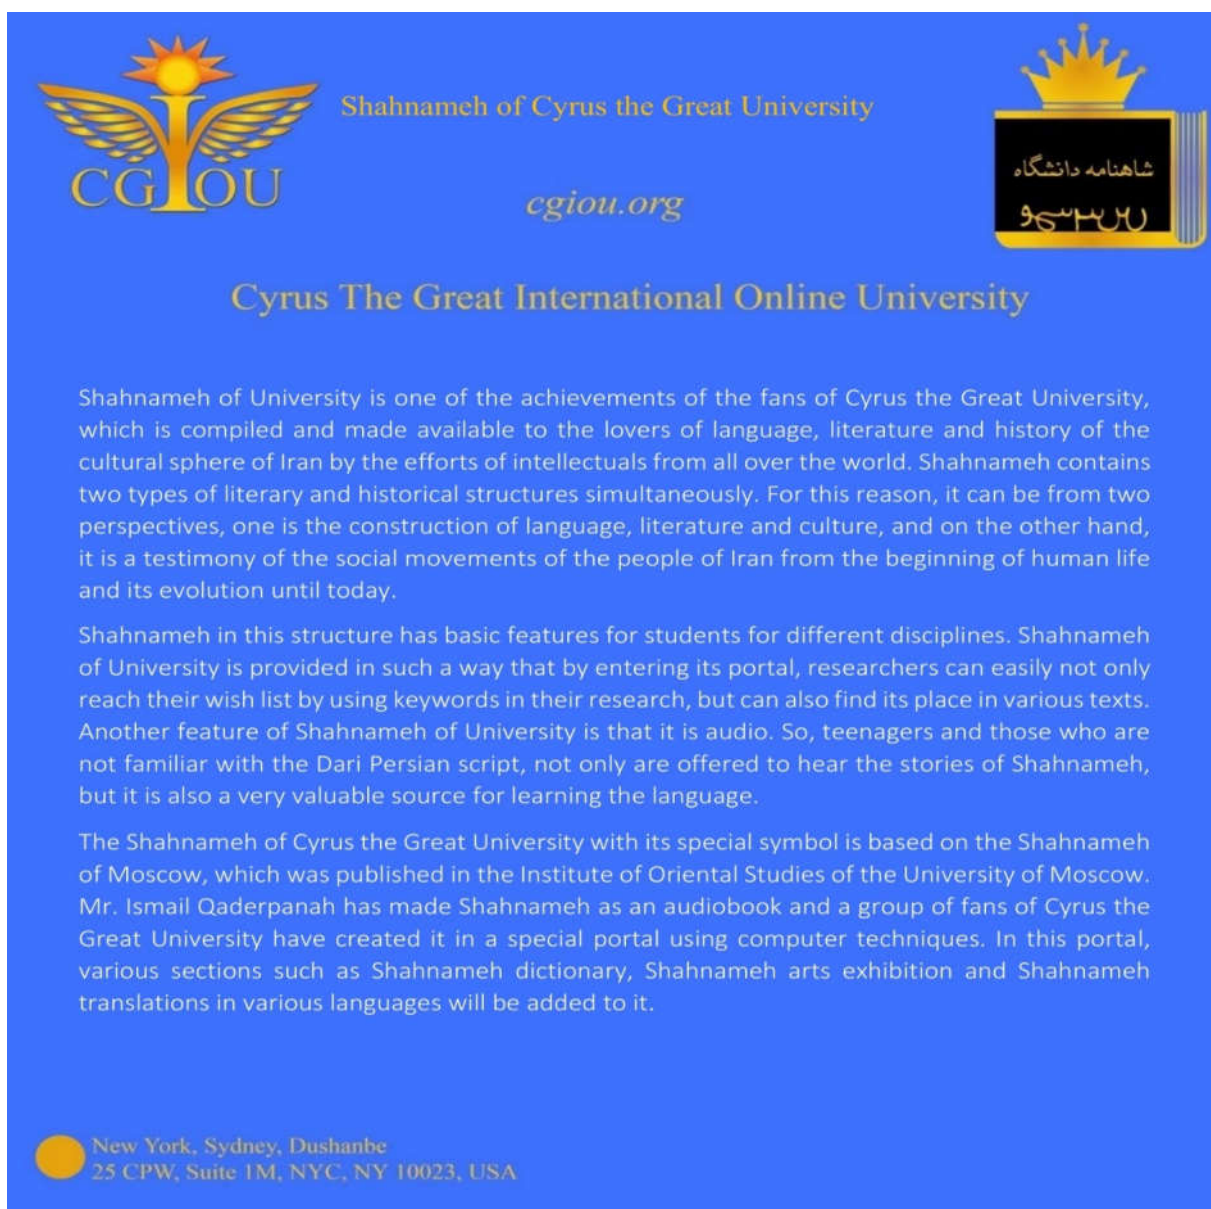 CGIOU
Shahnameh of Cyrus the Great University
cgiou.org
شاهنامه دانشگاه
Cyrus The Great International Online University
Shahnameh of University is one of the achievements of the fans of Cyrus the Great University,
which is compiled and made available to the lovers of language, literature and history of the
cultural sphere of Iran by the efforts of intellectuals from all over the world. Shahnameh contains
two types of literary and historical structures simultaneously. For this reason, it can be from two
perspectives, one is the construction of language, literature and culture, and on the other hand,
it is a testimony of the social movements of the people of Iran from the beginning of human life
and its evolution until today.
Shahnameh in this structure has basic features for students for different disciplines. Shahnameh
of University is provided in such a way that by entering its portal, researchers can easily not only
reach their wish list by using keywords in their research, but can also find its place in various texts.
Another feature of Shahnameh of University is that it is audio. So, teenagers and those who are
not familiar with the Dari Persian script, not only are offered to hear the stories of Shahnameh,
but it is also a very valuable source for learning the language.
The Shahnameh of Cyrus the Great University with its special symbol is based on the Shahnameh
of Moscow, which was published in the Institute of Oriental Studies of the University of Moscow.
Mr. Ismail Qaderpanah has made Shahnameh as an audiobook and a group of fans of Cyrus the
Great University have created it in a special portal using computer techniques. In this portal,
various sections such as Shahnameh dictionary, Shahnameh arts exhibition and Shahnameh
translations in various languages will be added to it.
New York, Sydney, Dushanbe
25 CPW, Suite 1M, NYC, NY 10023, USA